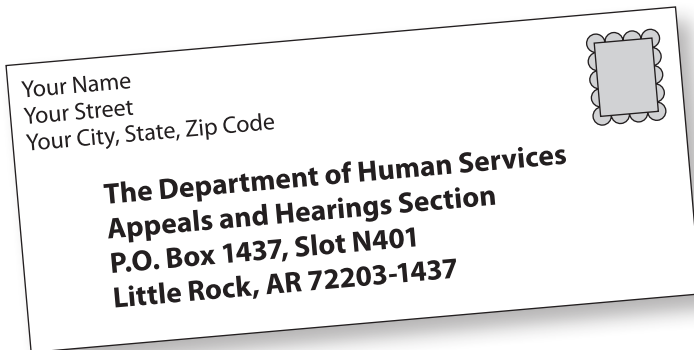 Your Name
Your Street
Your City, State, Zip Code
The Department of Human Services
Appeals and Hearings Section
P.O. Box 1437, Slot N401
Little Rock, AR 72203-1437